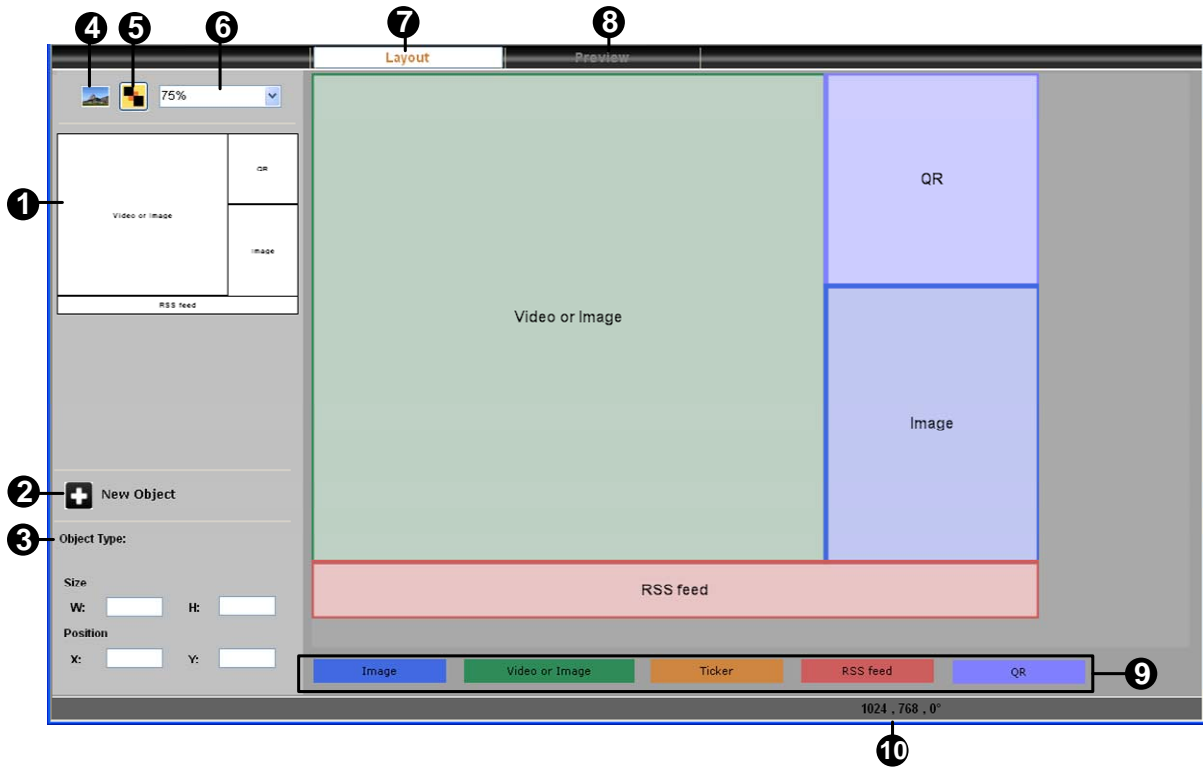 4 5 6 7 8
Layout Preview
75%
1
Video or Image
QR
Image
RSS feed
Video or Image
QR
Image
RSS feed
2 New Object
3 Object Type:
Size
W: H:
Position
X: Y:
Image Video or Image Ticker RSS feed QR
9
1024 , 768 , 0°
10